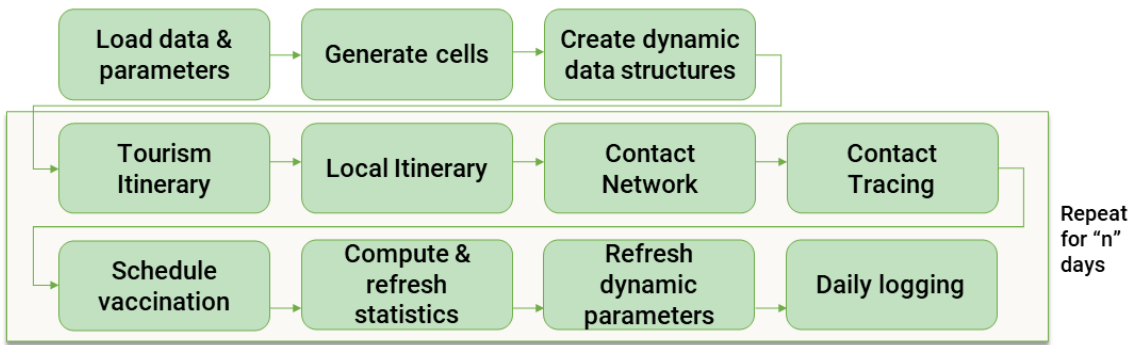 Load data &
parameters
Generate cells
Create dynamic
data structures
Tourism
Itinerary
Local Itinerary
Contact
Network
Contact
Tracing
Repeat
for “n”
days
Schedule
vaccination
Compute &
refresh
statistics
Refresh
dynamic
parameters
Daily logging